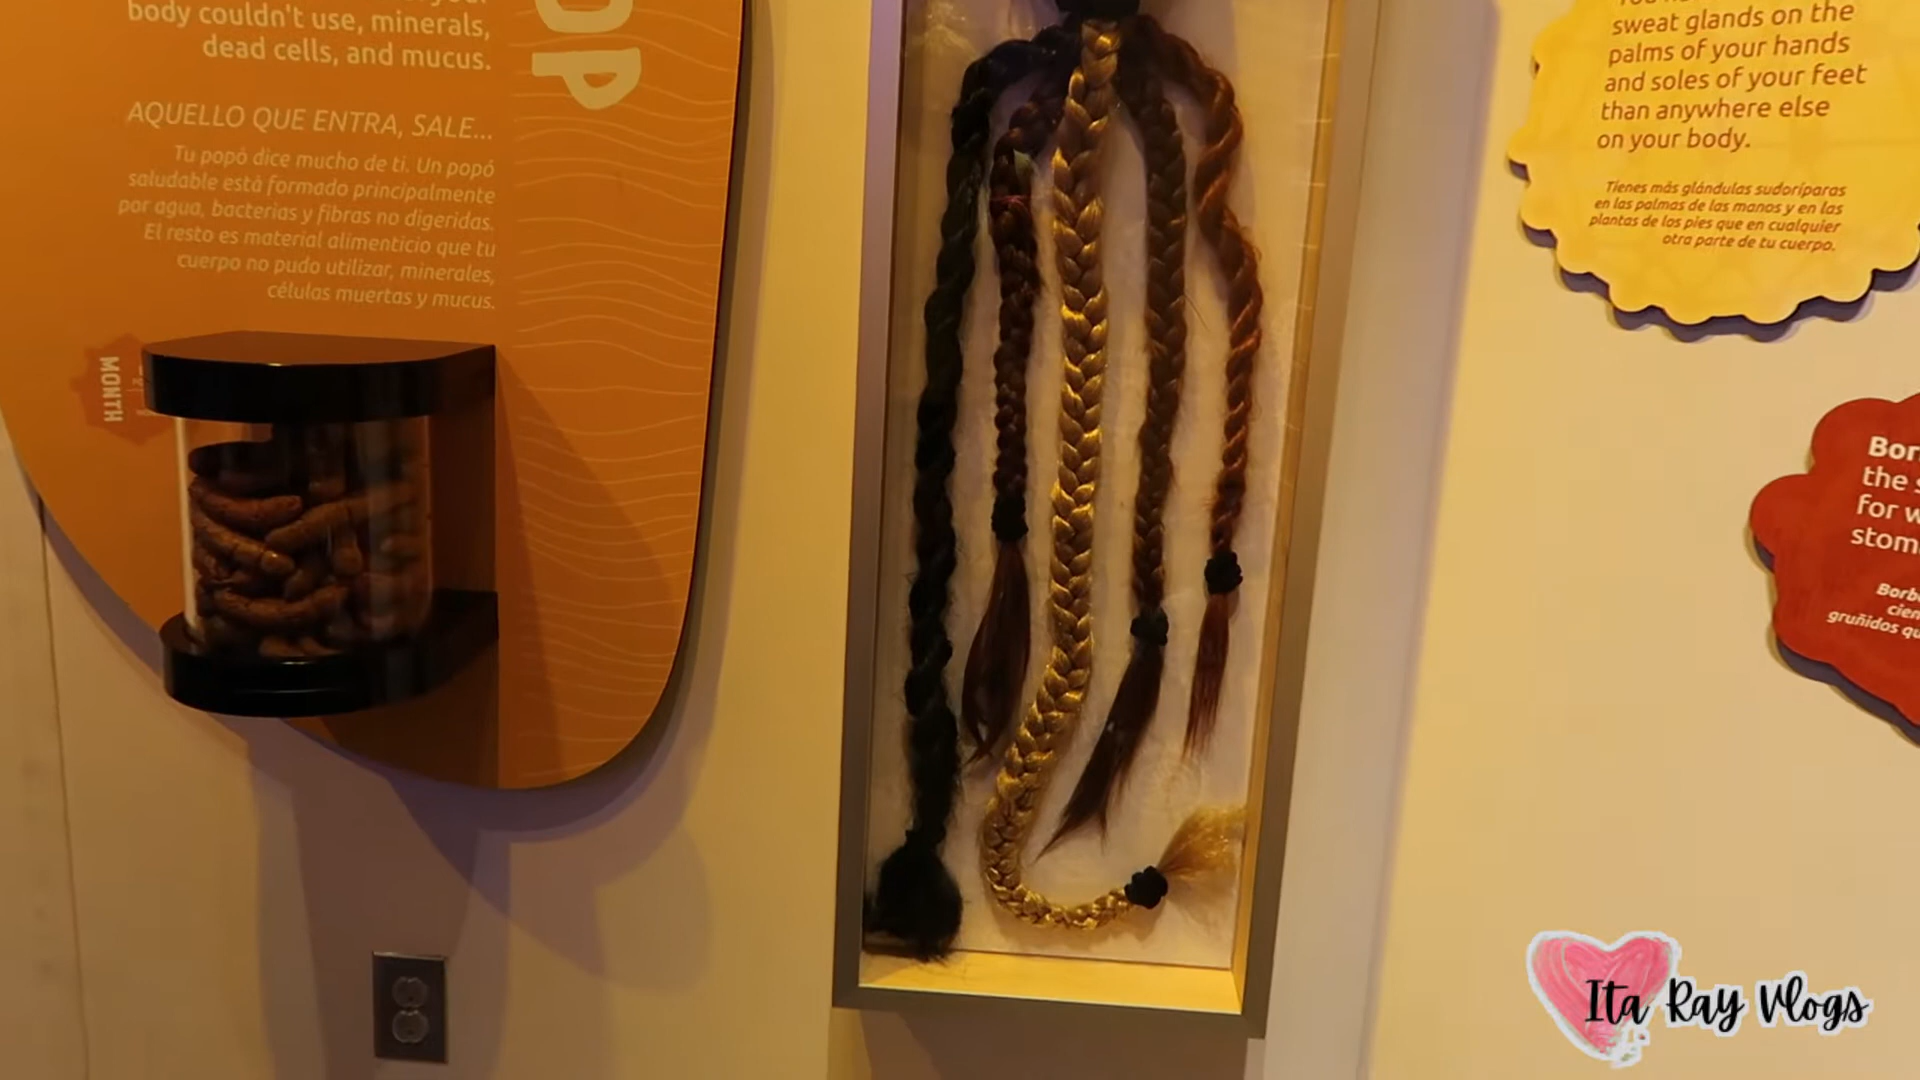 body couldn't use, minerals,
dead cells, and mucus.
AQUELLO QUE ENTRA, SALE...
Tu popó dice mucho de ti. Un popó
saludable está formado principalmente
por agua, bacterias y fibras no digeridas.
El resto es material alimenticio que tu
cuerpo no pudo utilizar, minerales,
células muertas y mucus.
MONTH
sweat glands on the
palms of your hands
and soles of your feet
than anywhere else
on your body.
Tienes más glándulas sudoríparas
en las palmas de las manos y en las
plantas de los pies que en cualquier
otra parte de tu cuerpo.
the
for
gruñidos
Ita Ray Vlogs